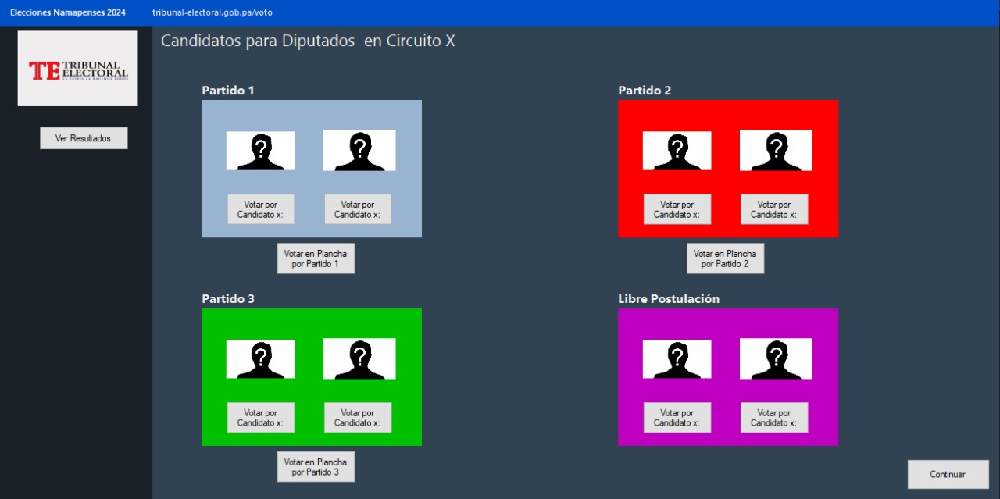 Elecciones Namapenses 2024
tribunal-electoral.gob.pa/voto
TE TRIBUNAL
ELECTORAL
LA PATRIA LA HACEMOS TODOS
Ver Resultados
Candidatos para Diputados en Circuito X
Partido 1
?
?
Votar por
Candidato x:
Votar por
Candidato x:
Votar en Plancha
por Partido 1
Partido 2
?
?
Votar por
Candidato x:
Votar por
Candidato x:
Votar en Plancha
por Partido 2
Partido 3
?
?
Votar por
Candidato x:
Votar por
Candidato x:
Votar en Plancha
por Partido 3
Libre Postulación
?
?
Votar por
Candidato x:
Votar por
Candidato x:
Continuar